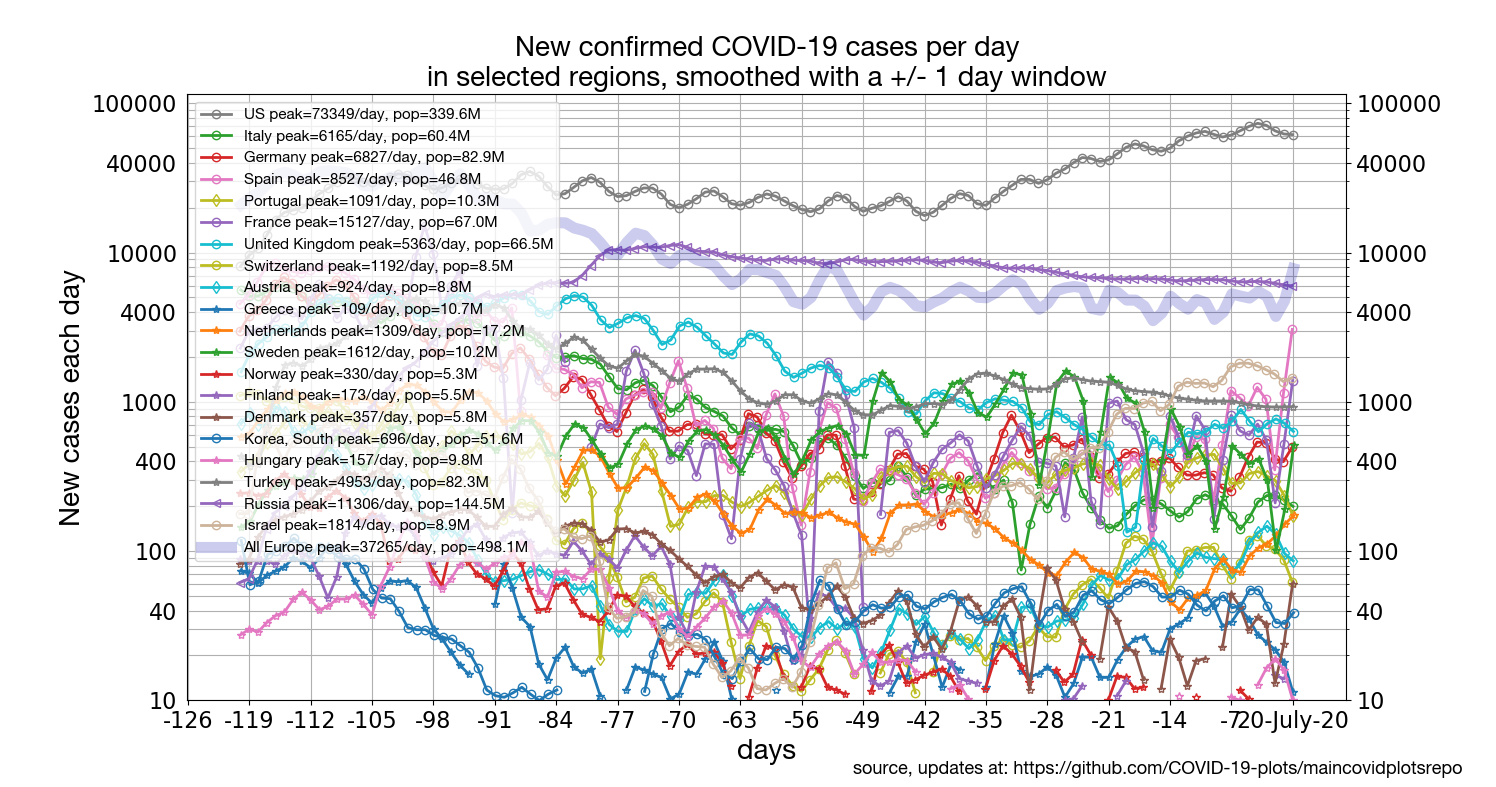 New confirmed COVID-19 cases per day
in selected regions, smoothed with a +/- 1 day window
100000
40000
10000
4000
1000
400
100
40
10
New cases each day
US peak=73349/day, pop=339.6M
Italy peak=6165/day, pop=60.4M
Germany peak=6827/day, pop=82.9M
Spain peak=8527/day, pop=46.8M
Portugal peak=1091/day, pop=10.3M
France peak=15127/day, pop=67.0M
United Kingdom peak=5363/day, pop=66.5M
Switzerland peak=1192/day, pop=8.5M
Austria peak=924/day, pop=8.8M
Greece peak=109/day, pop=10.7M
Netherlands peak=1309/day, pop=17.2M
Sweden peak=1612/day, pop=10.2M
Norway peak=330/day, pop=5.3M
Finland peak=173/day, pop=5.5M
Denmark peak=357/day, pop=5.8M
Korea, South peak=696/day, pop=51.6M
Hungary peak=157/day, pop=9.8M
Turkey peak=4953/day, pop=82.3M
Russia peak=11306/day, pop=144.5M
Israel peak=1814/day, pop=8.9M
All Europe peak=37265/day, pop=498.1M
100000
40000
10000
4000
1000
400
100
40
10
-126 -119 -112 -105 -98 -91 -84 -77 -70 -63 -56 -49 -42 -35 -28 -21 -14 -7 20-July-20
days
source, updates at: https://github.com/COVID-19-plots/maincovidplotsrepo